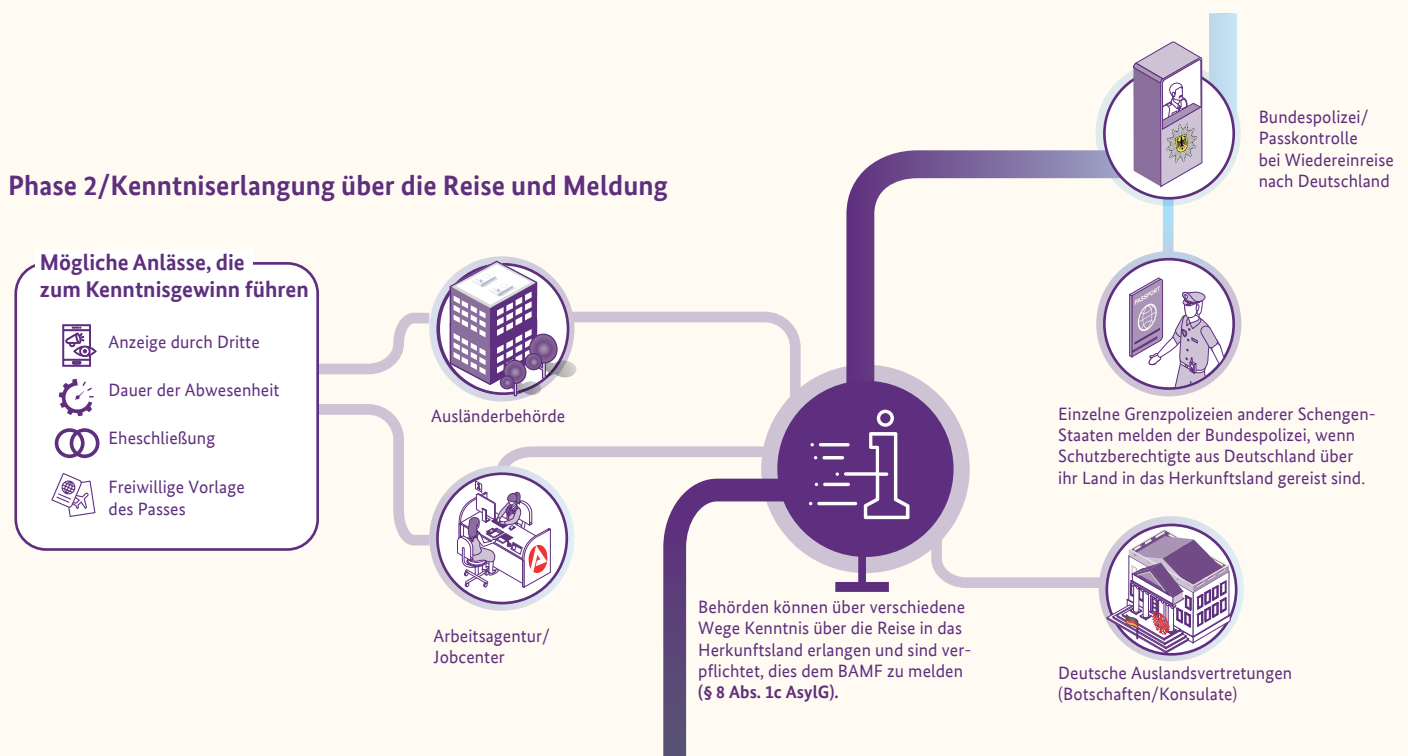 Phase 2/Kenntniserlangung über die Reise und Meldung
Mögliche Anlässe, die
zum Kenntnisgewinn führen
Anzeige durch Dritte
Dauer der Abwesenheit
Eheschließung
Freiwillige Vorlage
des Passes
Ausländerbehörde
Arbeitsagentur/
Jobcenter
Behörden können über verschiedene
Wege Kenntnis über die Reise in das
Herkunftsland erlangen und sind ver-
pflichtet, dies dem BAMF zu melden
(§ 8 Abs. 1c AsylG).
Bundespolizei/
Passkontrolle
bei Wiedereinreise
nach Deutschland
PASSPORT
Einzelne Grenzpolizeien anderer Schengen-
Staaten melden der Bundespolizei, wenn
Schutzberechtigte aus Deutschland über
ihr Land in das Herkunftsland gereist sind.
Deutsche Auslandsvertretungen
(Botschaften/Konsulate)